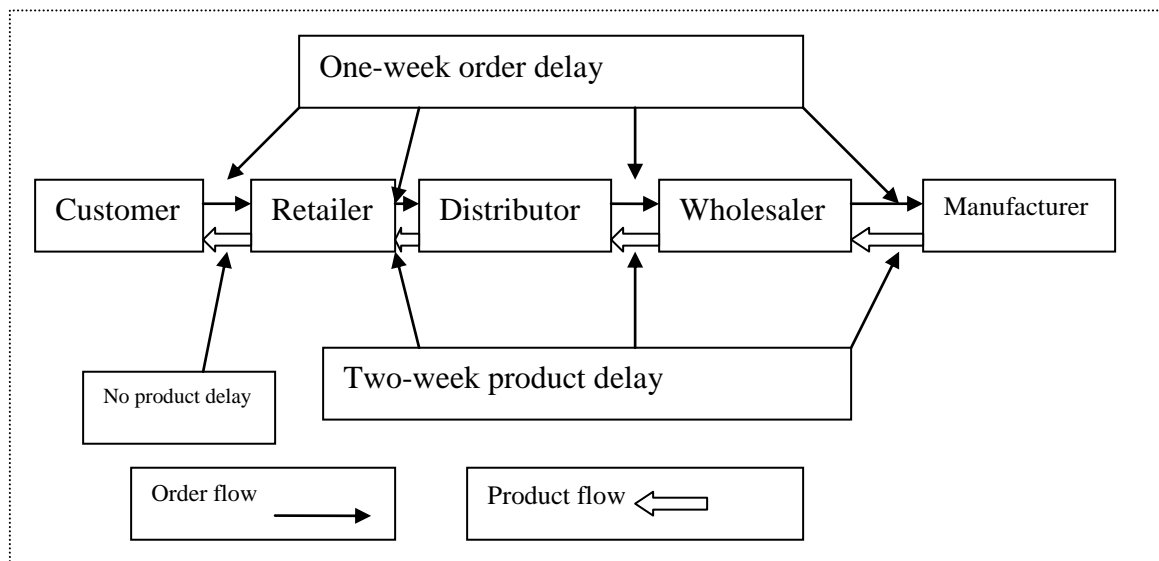 One-week order delay
Customer
Retailer
Distributor
Wholesaler
Manufacturer
No product delay
Two-week product delay
Order flow
Product flow